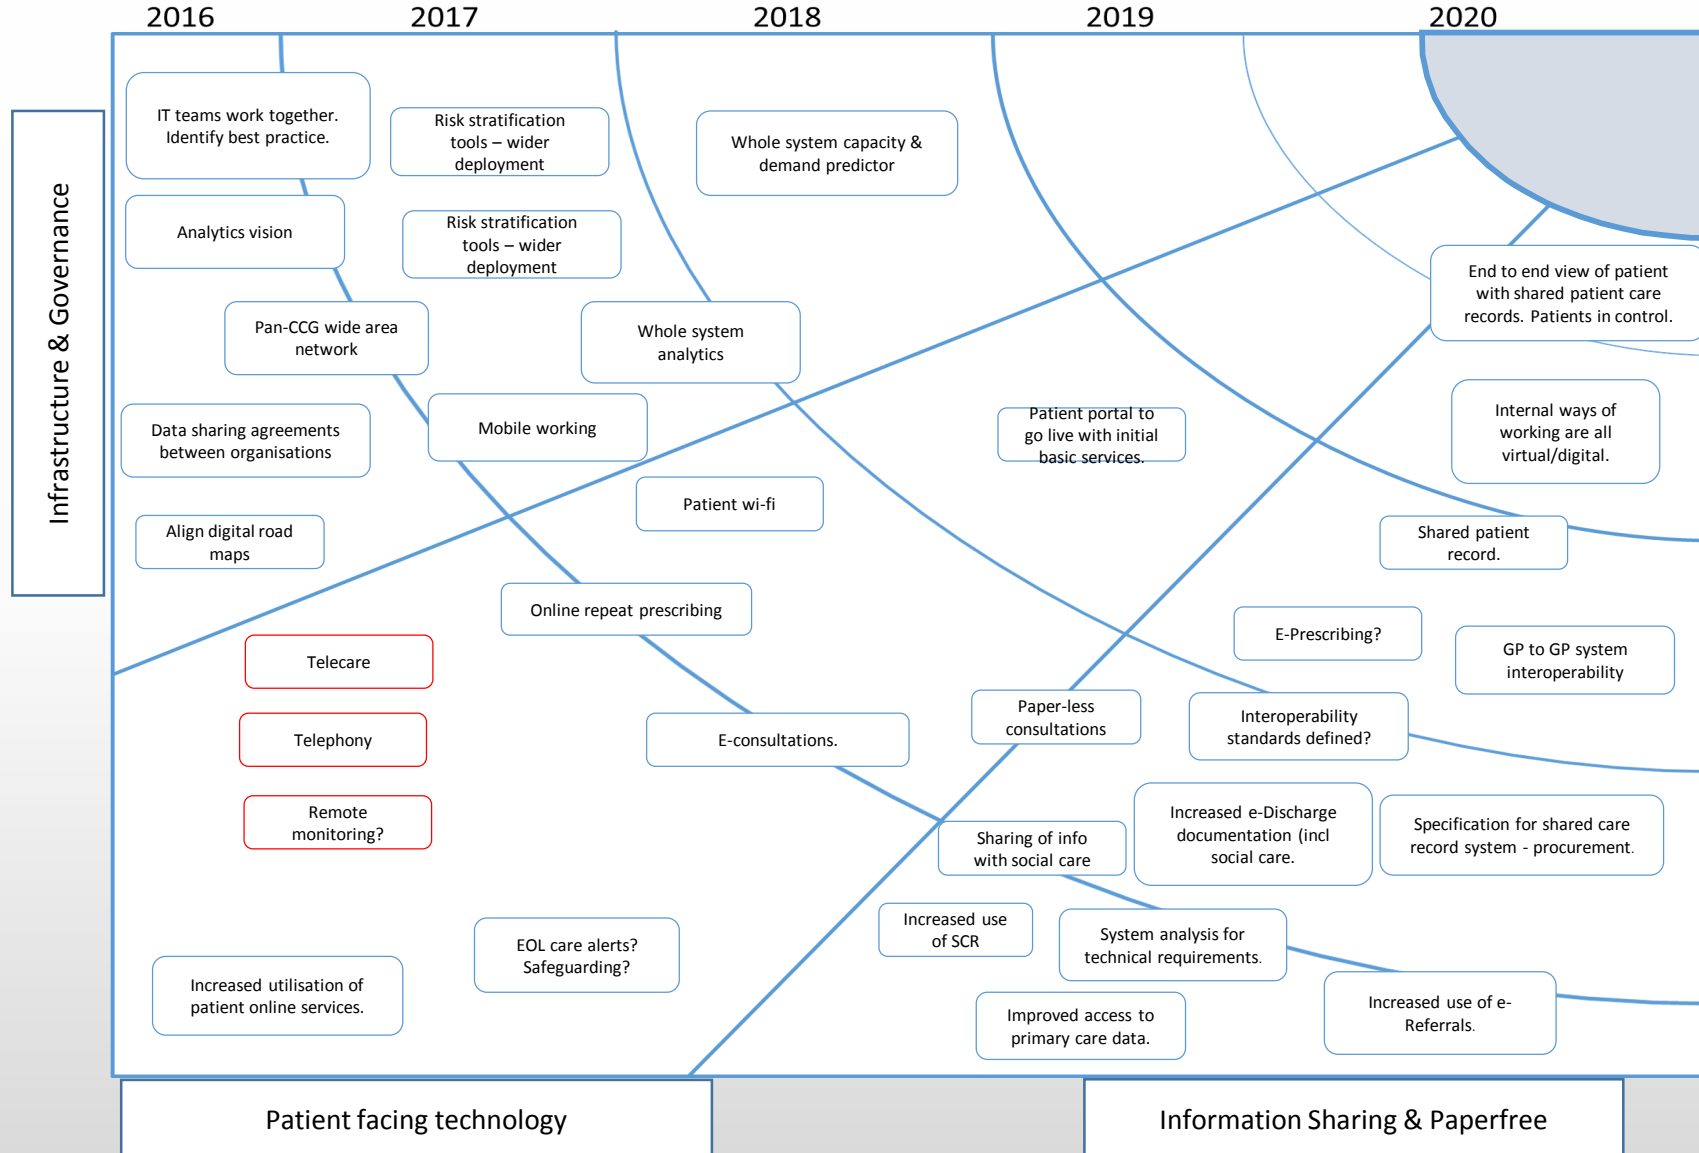 2016
2017
2018
2019
2020
Infrastructure & Governance
IT teams work together.
Identify best practice.
Risk stratification
tools – wider
deployment
Whole system capacity &
demand predictor
Analytics vision
Risk stratification
tools – wider
deployment
End to end view of patient
with shared patient care
records. Patients in control.
Pan-CCG wide area
network
Whole system
analytics
Data sharing agreements
between organisations
Mobile working
Patient portal to
go live with initial
basic services.
Internal ways of
working are all
virtual/digital.
Patient wi-fi
Align digital road
maps
Shared patient
record.
Online repeat prescribing
E-Prescribing?
GP to GP system
interoperability
Telecare
Paper-less
consultations
Interoperability
standards defined?
Telephony
E-consultations.
Remote
monitoring?
Sharing of info
with social care
Increased e-Discharge
documentation (incl
social care.
Specification for shared care
record system - procurement.
EOL care alerts?
Safeguarding?
Increased use
of SCR
System analysis for
technical requirements.
Increased utilisation of
patient online services.
Improved access to
primary care data.
Increased use of e-
Referrals.
Patient facing technology
Information Sharing & Paperfree